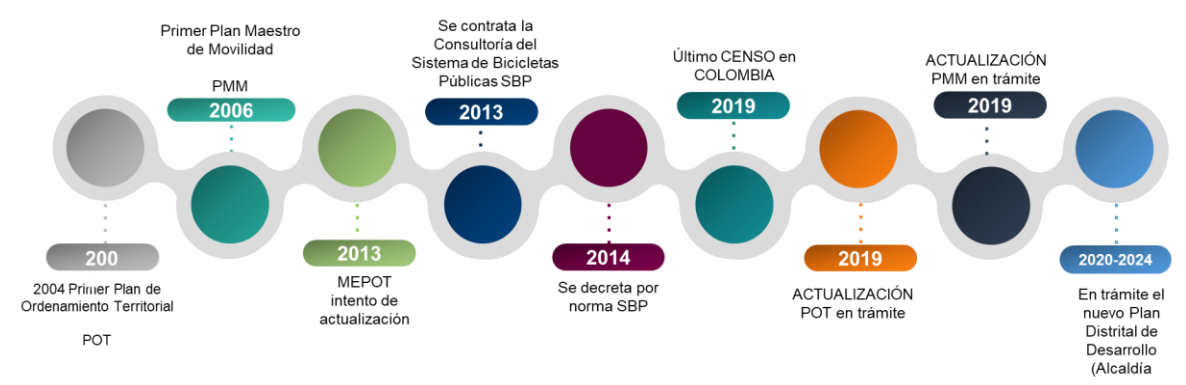 200
2004 Primer Plan de
Ordenamiento Territorial
POT
Primer Plan Maestro
de Movilidad
PMM
2006
2013
MEPOT
intento de
actualización
Se contrata la
Consultoría del
Sistema de Bicicletas
Públicas SBP
2013
2014
Se decreta por
norma SBP
Último CENSO en
COLOMBIA
2019
2019
ACTUALIZACIÓN
POT en trámite
ACTUALIZACIÓN
PMM en trámite
2019
2020-2024
En trámite el
nuevo Plan
Distrital de
Desarrollo
(Alcaldía